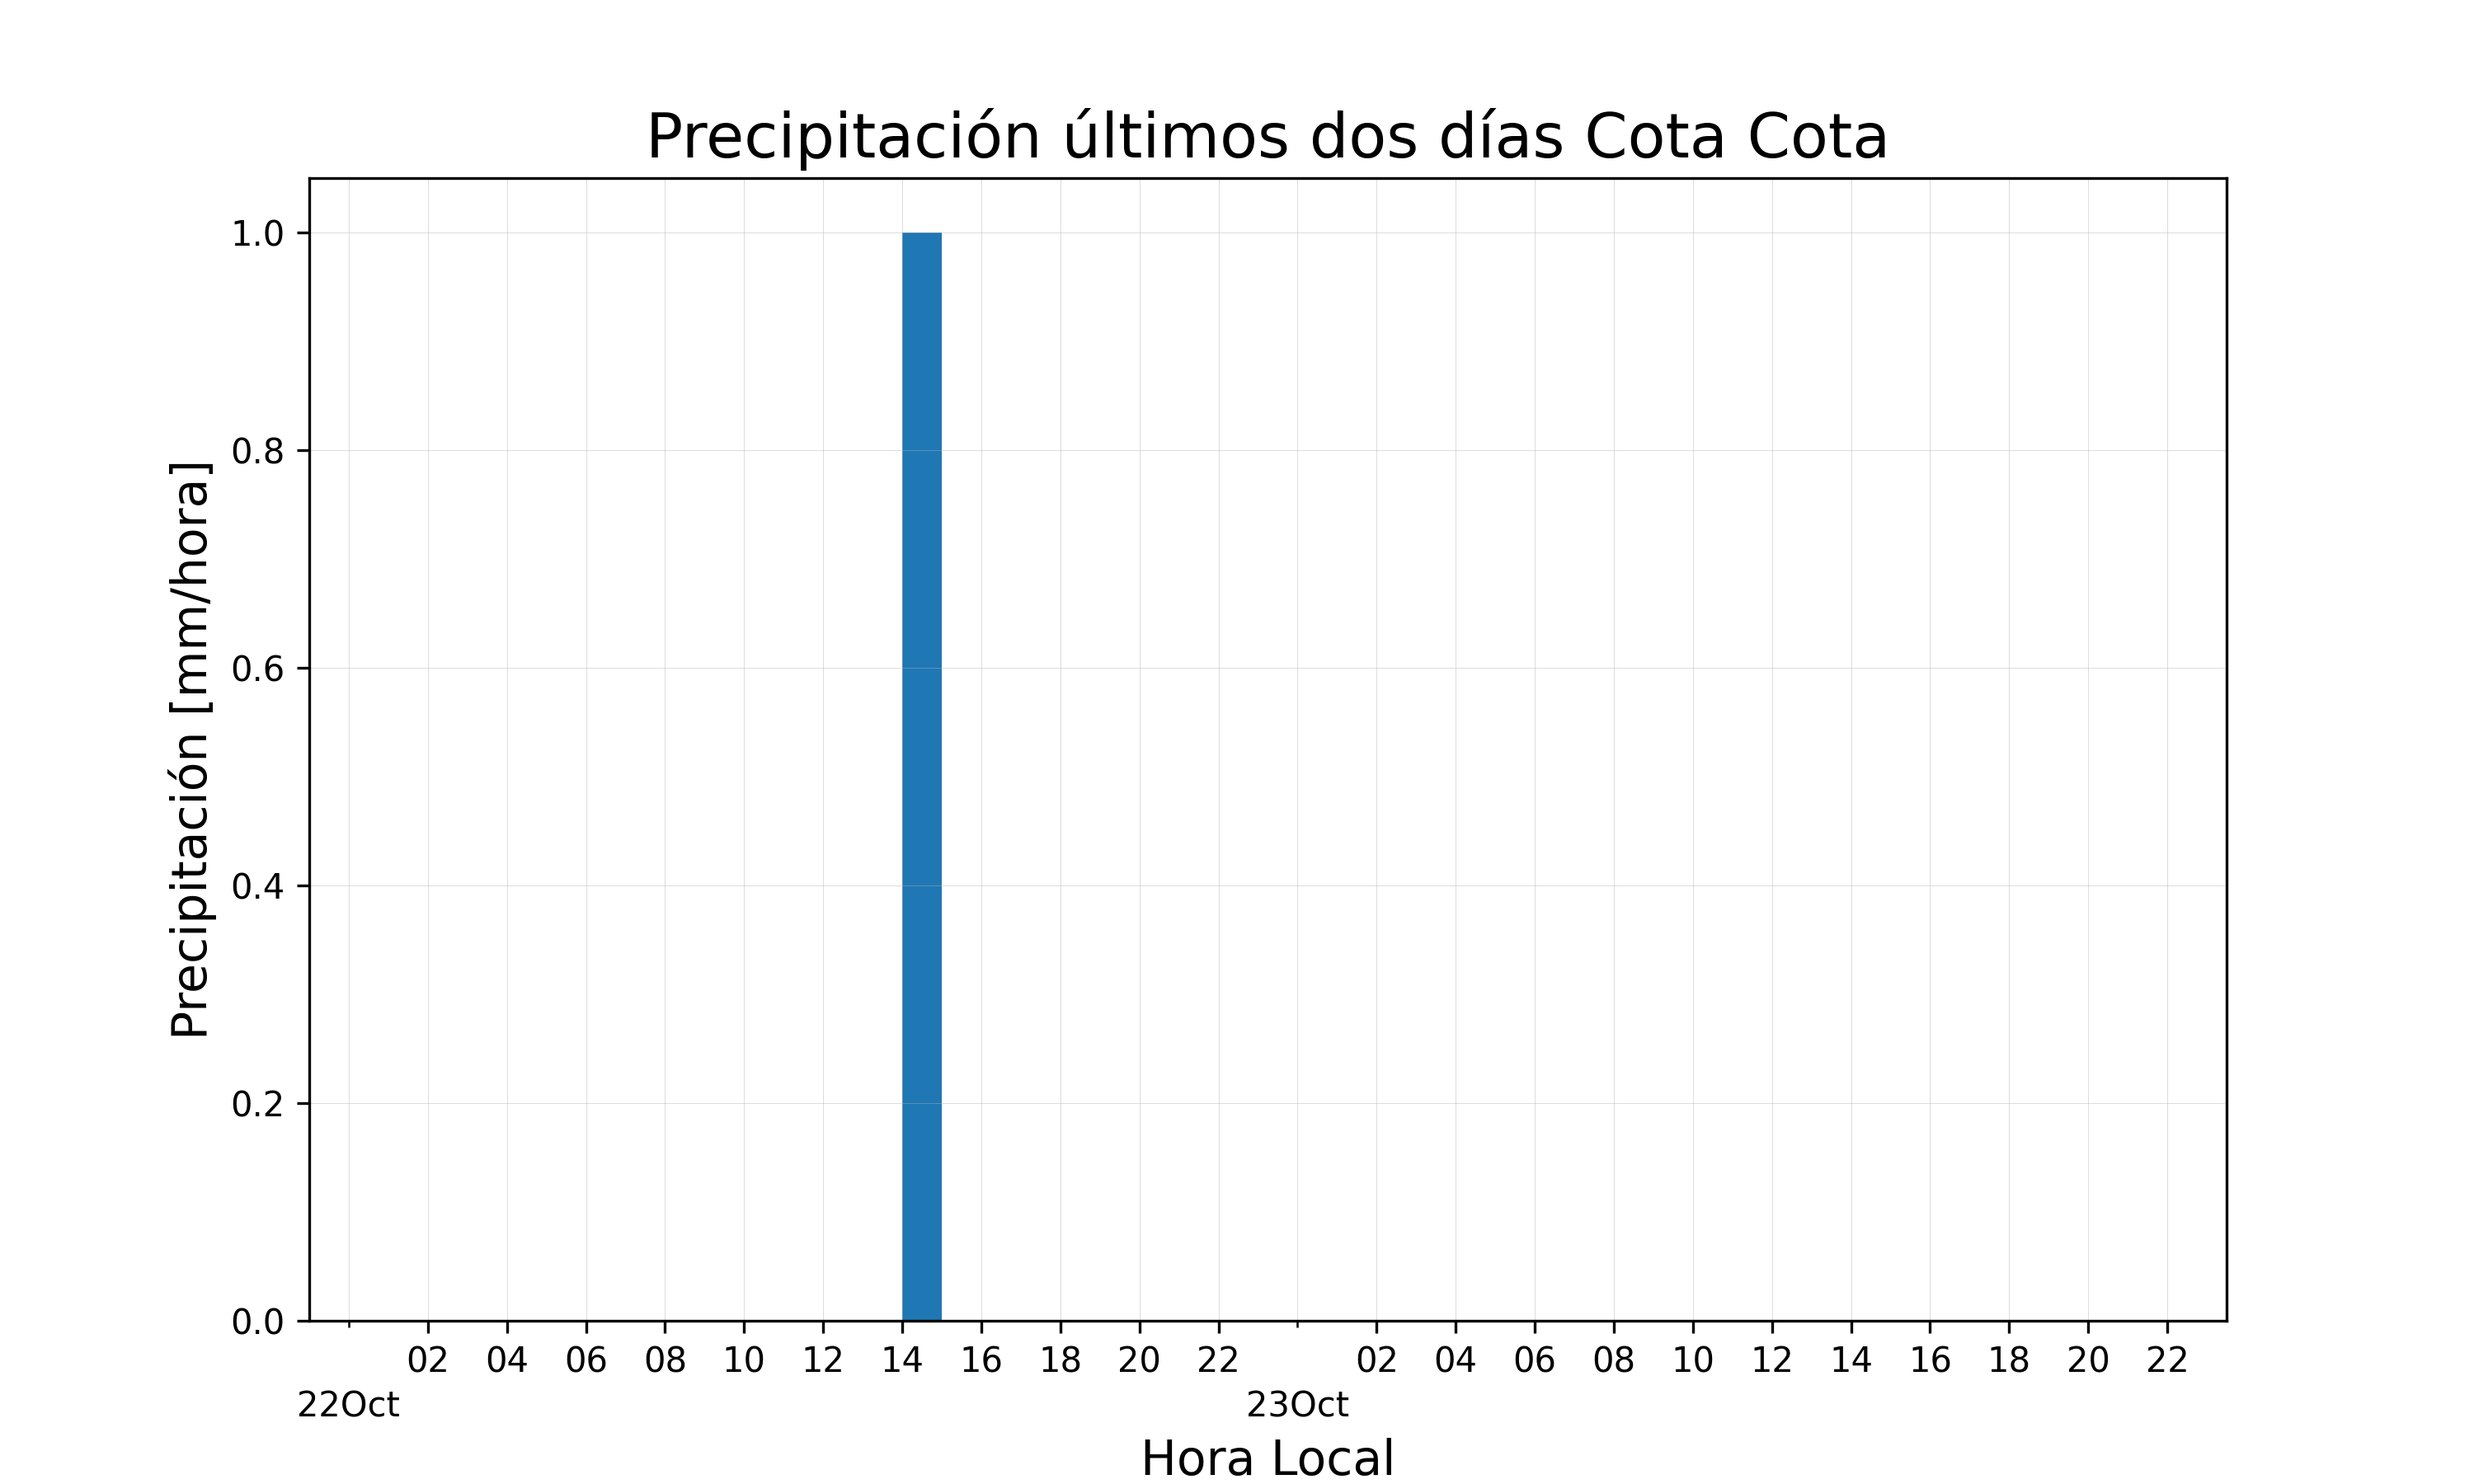 Precipitación últimos dos días Cota Cota
Precipitación [mm/hora]
1.0
0.8
0.6
0.4
0.2
0.0
02 04 06 08 10 12 14 16 18 20 22 02 04 06 08 10 12 14 16 18 20 22
22Oct 23Oct
Hora Local